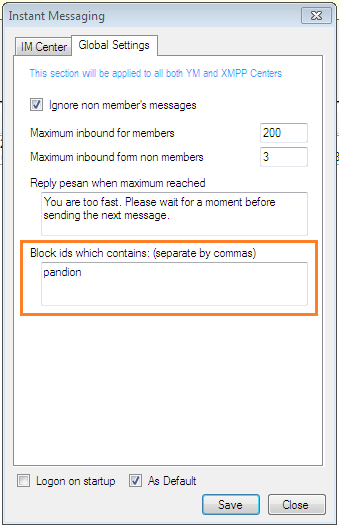 Instant Messaging
IM Center
Global Settings
This section will be applied to all both YM and XMPP Centers
Ignore non member's messages
Maximum inbound for members 200
Maximum inbound form non members 3
Reply pesan when maximum reached
You are too fast. Please wait for a moment before
sending the next message.
Block ids which contains: (separate by commas)
pandion
Logon on startup
As Default
Save
Close